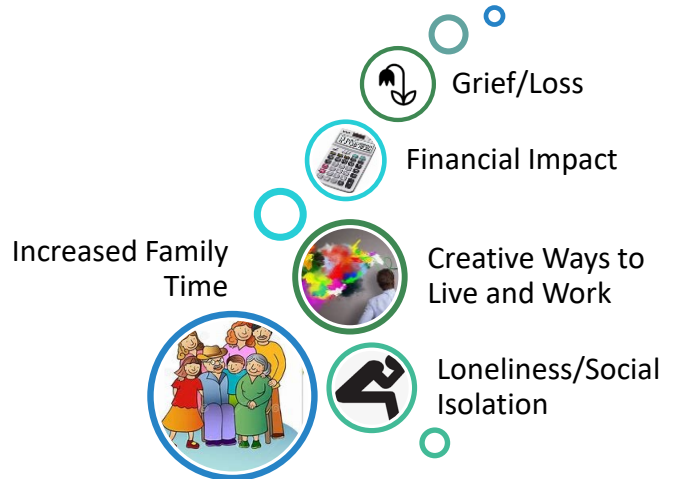 Grief/Loss
Financial Impact
Increased Family
Time
Creative Ways to
Live and Work
Loneliness/Social
Isolation